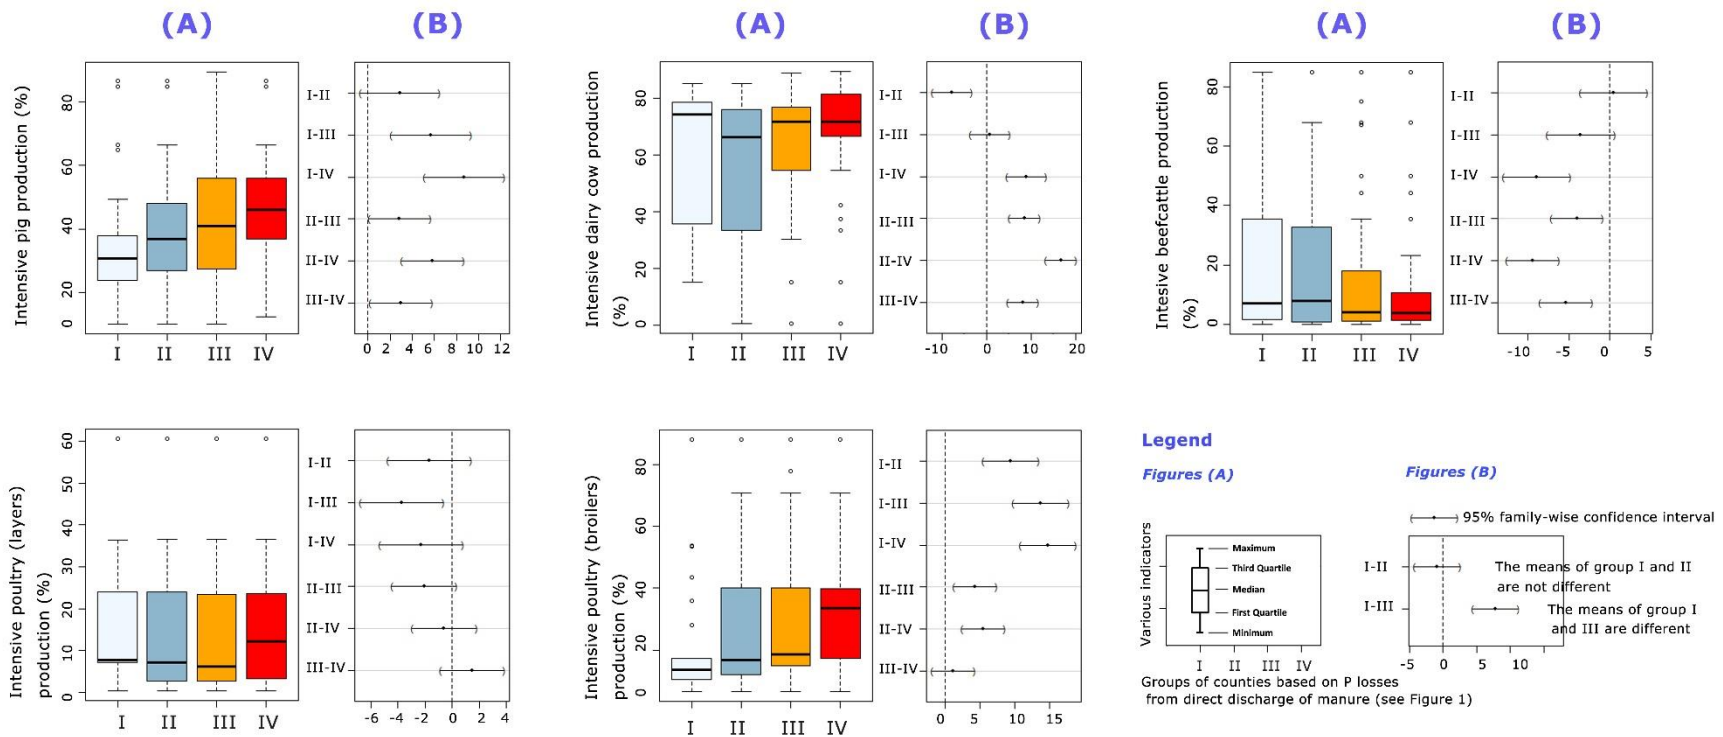 (A)
(B)
(A)
(B)
(A)
(B)
Intensive pig production (%)
80
60
40
20
0
I II III IV
I-II
I-III
I-IV
II-III
II-IV
III-IV
0 2 4 6 8 10 12
Intensive dairy cow production
(%)
80
60
40
20
0
I II III IV
I-II
I-III
I-IV
II-III
II-IV
III-IV
-10 0 10 20
Intesive beefcattle production
(%)
80
60
40
20
0
I II III IV
I-II
I-III
I-IV
II-III
II-IV
III-IV
-10 -5 0 5
Intensive poultry (layers)
production (%)
60
50
40
30
20
10
0
I II III IV
I-II
I-III
I-IV
II-III
II-IV
III-IV
-6 -4 -2 0 2 4
Intensive poultry (broilers)
production (%)
80
60
40
20
0
I II III IV
I-II
I-III
I-IV
II-III
II-IV
III-IV
0 5 10 15
Legend
Figures (A)
Various indicators
Maximum
Third Quartile
Median
First Quartile
Minimum
I II III IV
Groups of counties based on P losses
from direct discharge of manure (see Figure 1)
Figures (B)
95% family-wise confidence interval
I-II
The means of group I and II
are not different
I-III
The means of group I
and III are different
-5 0 5 10